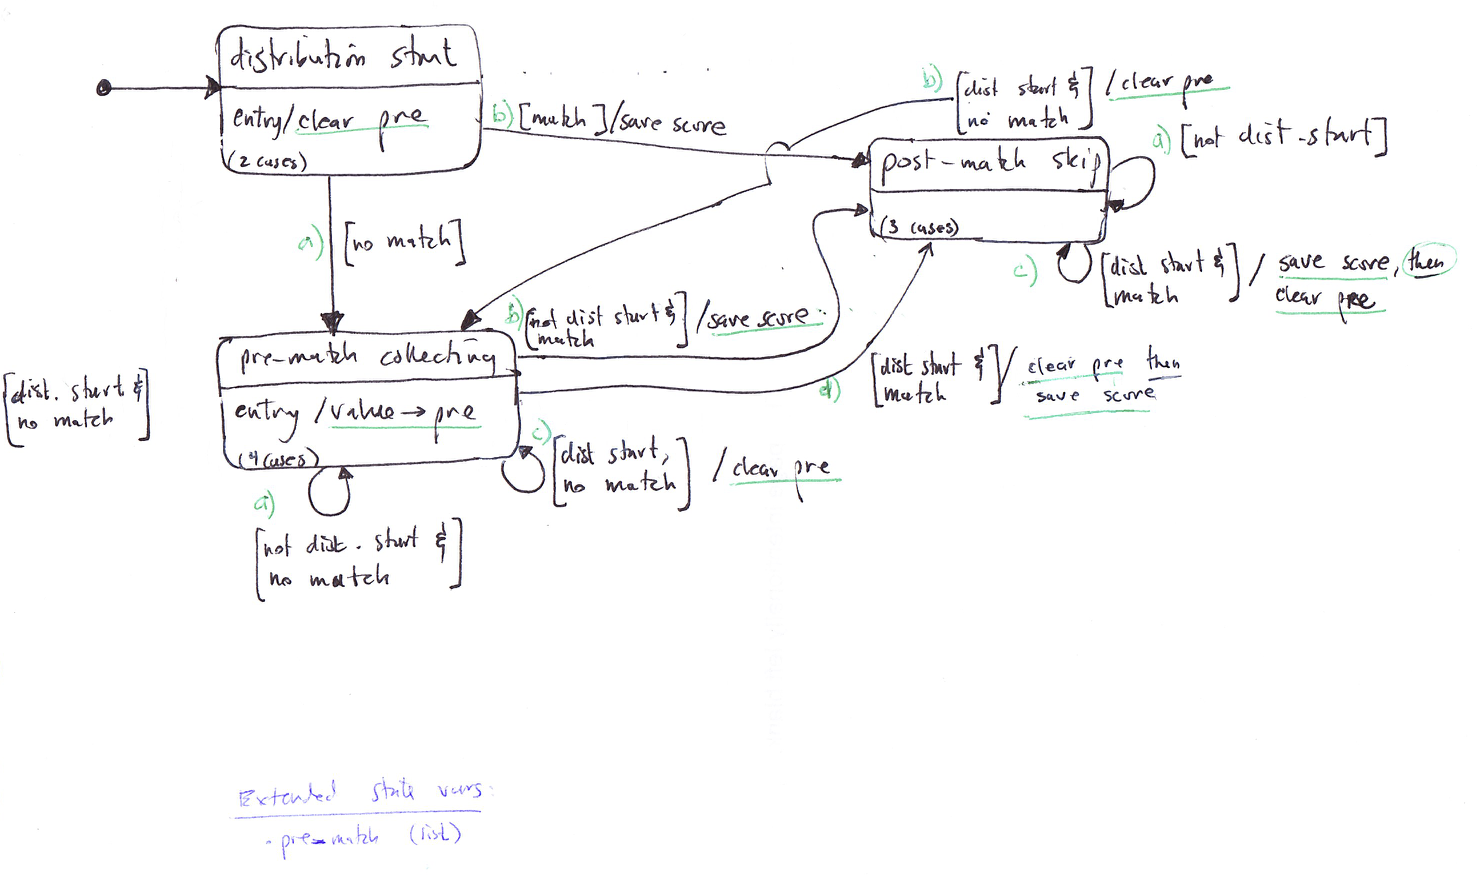 distribution start
entry/clear pre
(2 cases)
b) [match]/save score
b) [dist start &
no match] /clear pre
a) [not dist-start]
post-match skip
(3 cases)
c) [dist start &
match] / save score, then
clear pre
a) [no match]
b) [not dist start &
match] /save score
pre-match collecting
entry /value→pre
(4 cases)
[dist. start &
no match]
d) [dist start &
match] / clear pre then
save score
c) [dist start,
no match] /clear pre
a)
[not dist. start &
no match]
Extended state vars:
- pre-match (list)